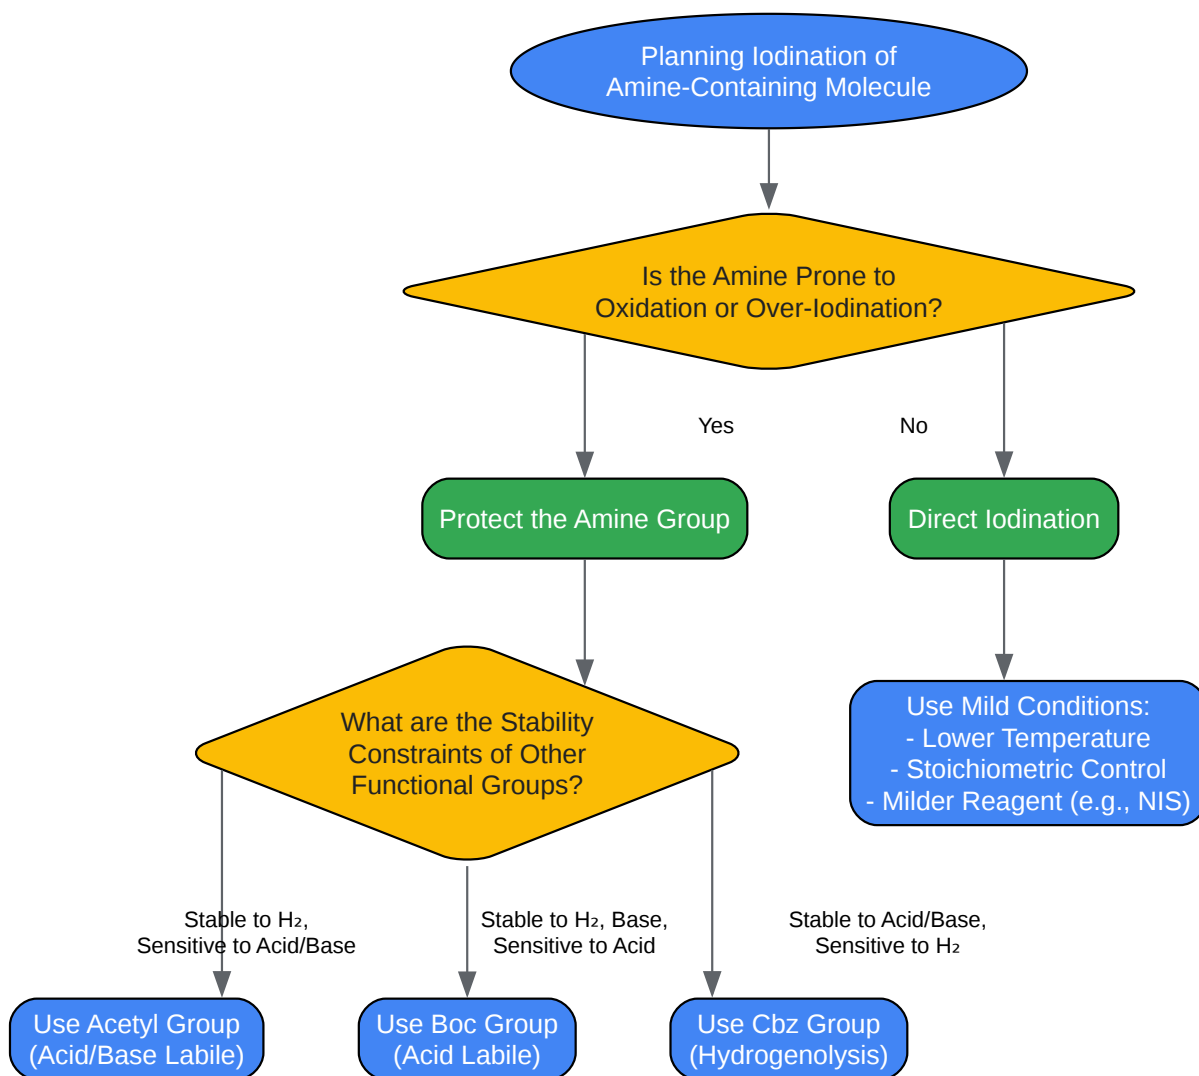 Planning Iodination of
Amine-Containing Molecule
Is the Amine Prone to
Oxidation or Over-Iodination?
Yes
No
Protect the Amine Group
Direct Iodination
What are the Stability
Constraints of Other
Functional Groups?
Use Mild Conditions:
- Lower Temperature
- Stoichiometric Control
- Milder Reagent (e.g., NIS)
Stable to H₂,
Sensitive to Acid/Base
Stable to H₂, Base,
Sensitive to Acid
Stable to Acid/Base,
Sensitive to H₂
Use Acetyl Group
(Acid/Base Labile)
Use Boc Group
(Acid Labile)
Use Cbz Group
(Hydrogenolysis)